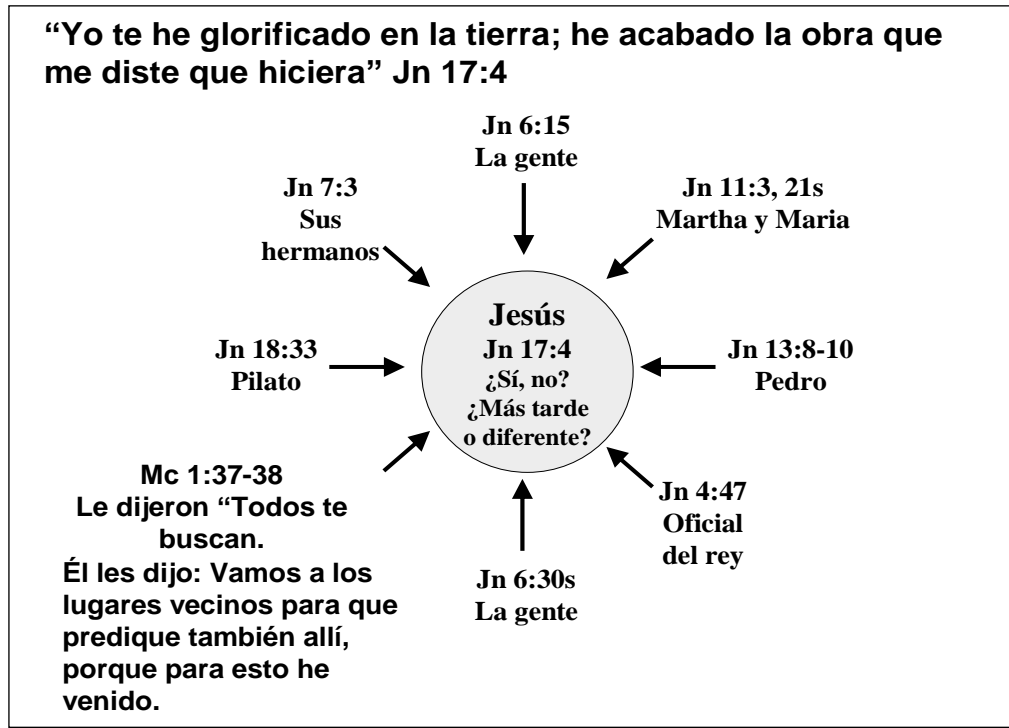 “Yo te he glorificado en la tierra; he acabado la obra que
me diste que hiciera” Jn 17:4
Jn 6:15
La gente
Jn 7:3
Sus
hermanos
Jn 11:3, 21s
Martha y Maria
Jesús
Jn 17:4
¿Sí, no?
¿Más tarde
o diferente?
Jn 18:33
Pilato
Jn 13:8-10
Pedro
Mc 1:37-38
Le dijeron “Todos te
buscan.
Él les dijo: Vamos a los
lugares vecinos para que
predique también allí,
porque para esto he
venido.
Jn 6:30s
La gente
Jn 4:47
Oficial
del rey